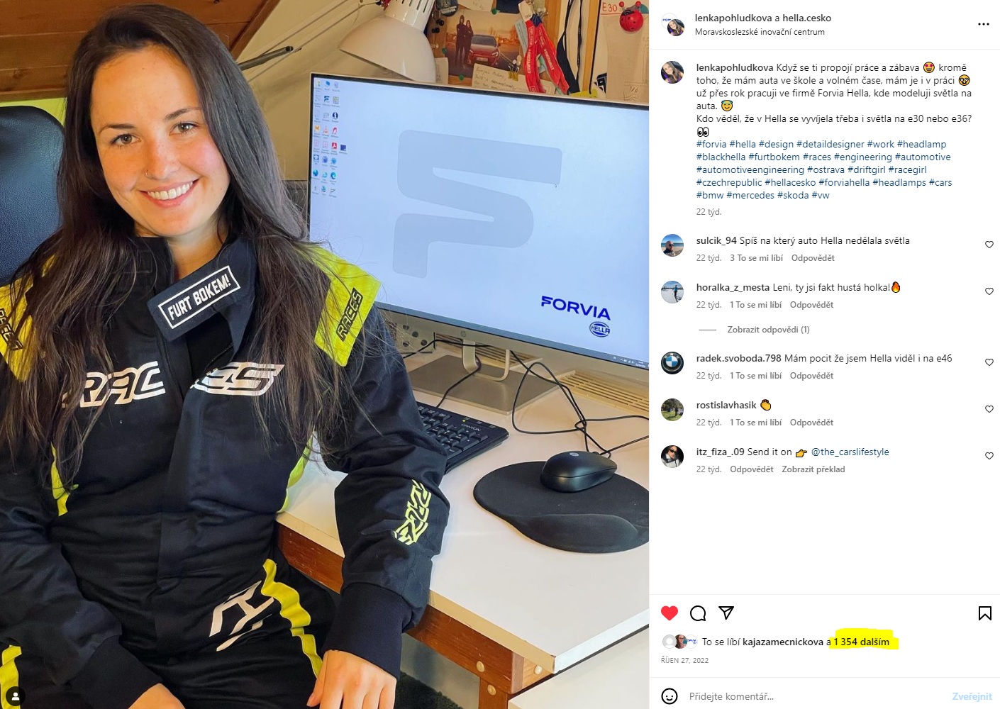 E30
FURT BOKEM!
RACES
RACES
FORVIA
HELLA
CANYON
lenkapohludkova a hella.cesko
Moravskoslezské inovační centrum
lenkapohludkova Když se ti propojí práce a zábava 🤩 kromě
toho, že mám auta ve škole a volném čase, mám je i v práci 🤓
už přes rok pracuji ve firmě Forvia Hella, kde modeluji světla na
auta. 😇
Kdo věděl, že v Hella se vyvíjela třeba i světla na e30 nebo e36?
👀
#forvia #hella #design #detaildesigner #work #headlamp
#blackhella #furtbokem #races #engineering #automotive
#automotiveengineering #ostrava #driftgirl #racegirl
#czechrepublic #hellacesko #forviahella #headlamps #cars
#bmw #mercedes #skoda #vw
22 týd.
sulcik_94 Spíš na který auto Hella nedělala světla
22 týd. 3 To se mi líbí Odpovědět
horalka_z_mesta Leni, ty jsi fakt hustá holka!🔥
22 týd. 1 To se mi líbí Odpovědět
Zobrazit odpovědi (1)
radek.svoboda.798 Mám pocit že jsem Hella viděl i na e46
22 týd. 1 To se mi líbí Odpovědět
rostislavhasik 👏
22 týd. 1 To se mi líbí Odpovědět
itz_fiza_.09 Send it on 👉 @the_carslifestyle
22 týd. Odpovědět Zobrazit překlad
To se líbí kajazamecnickova a 1 354 dalším
ŘÍJEN 27, 2022
Přidejte komentář...
Zveřejnit